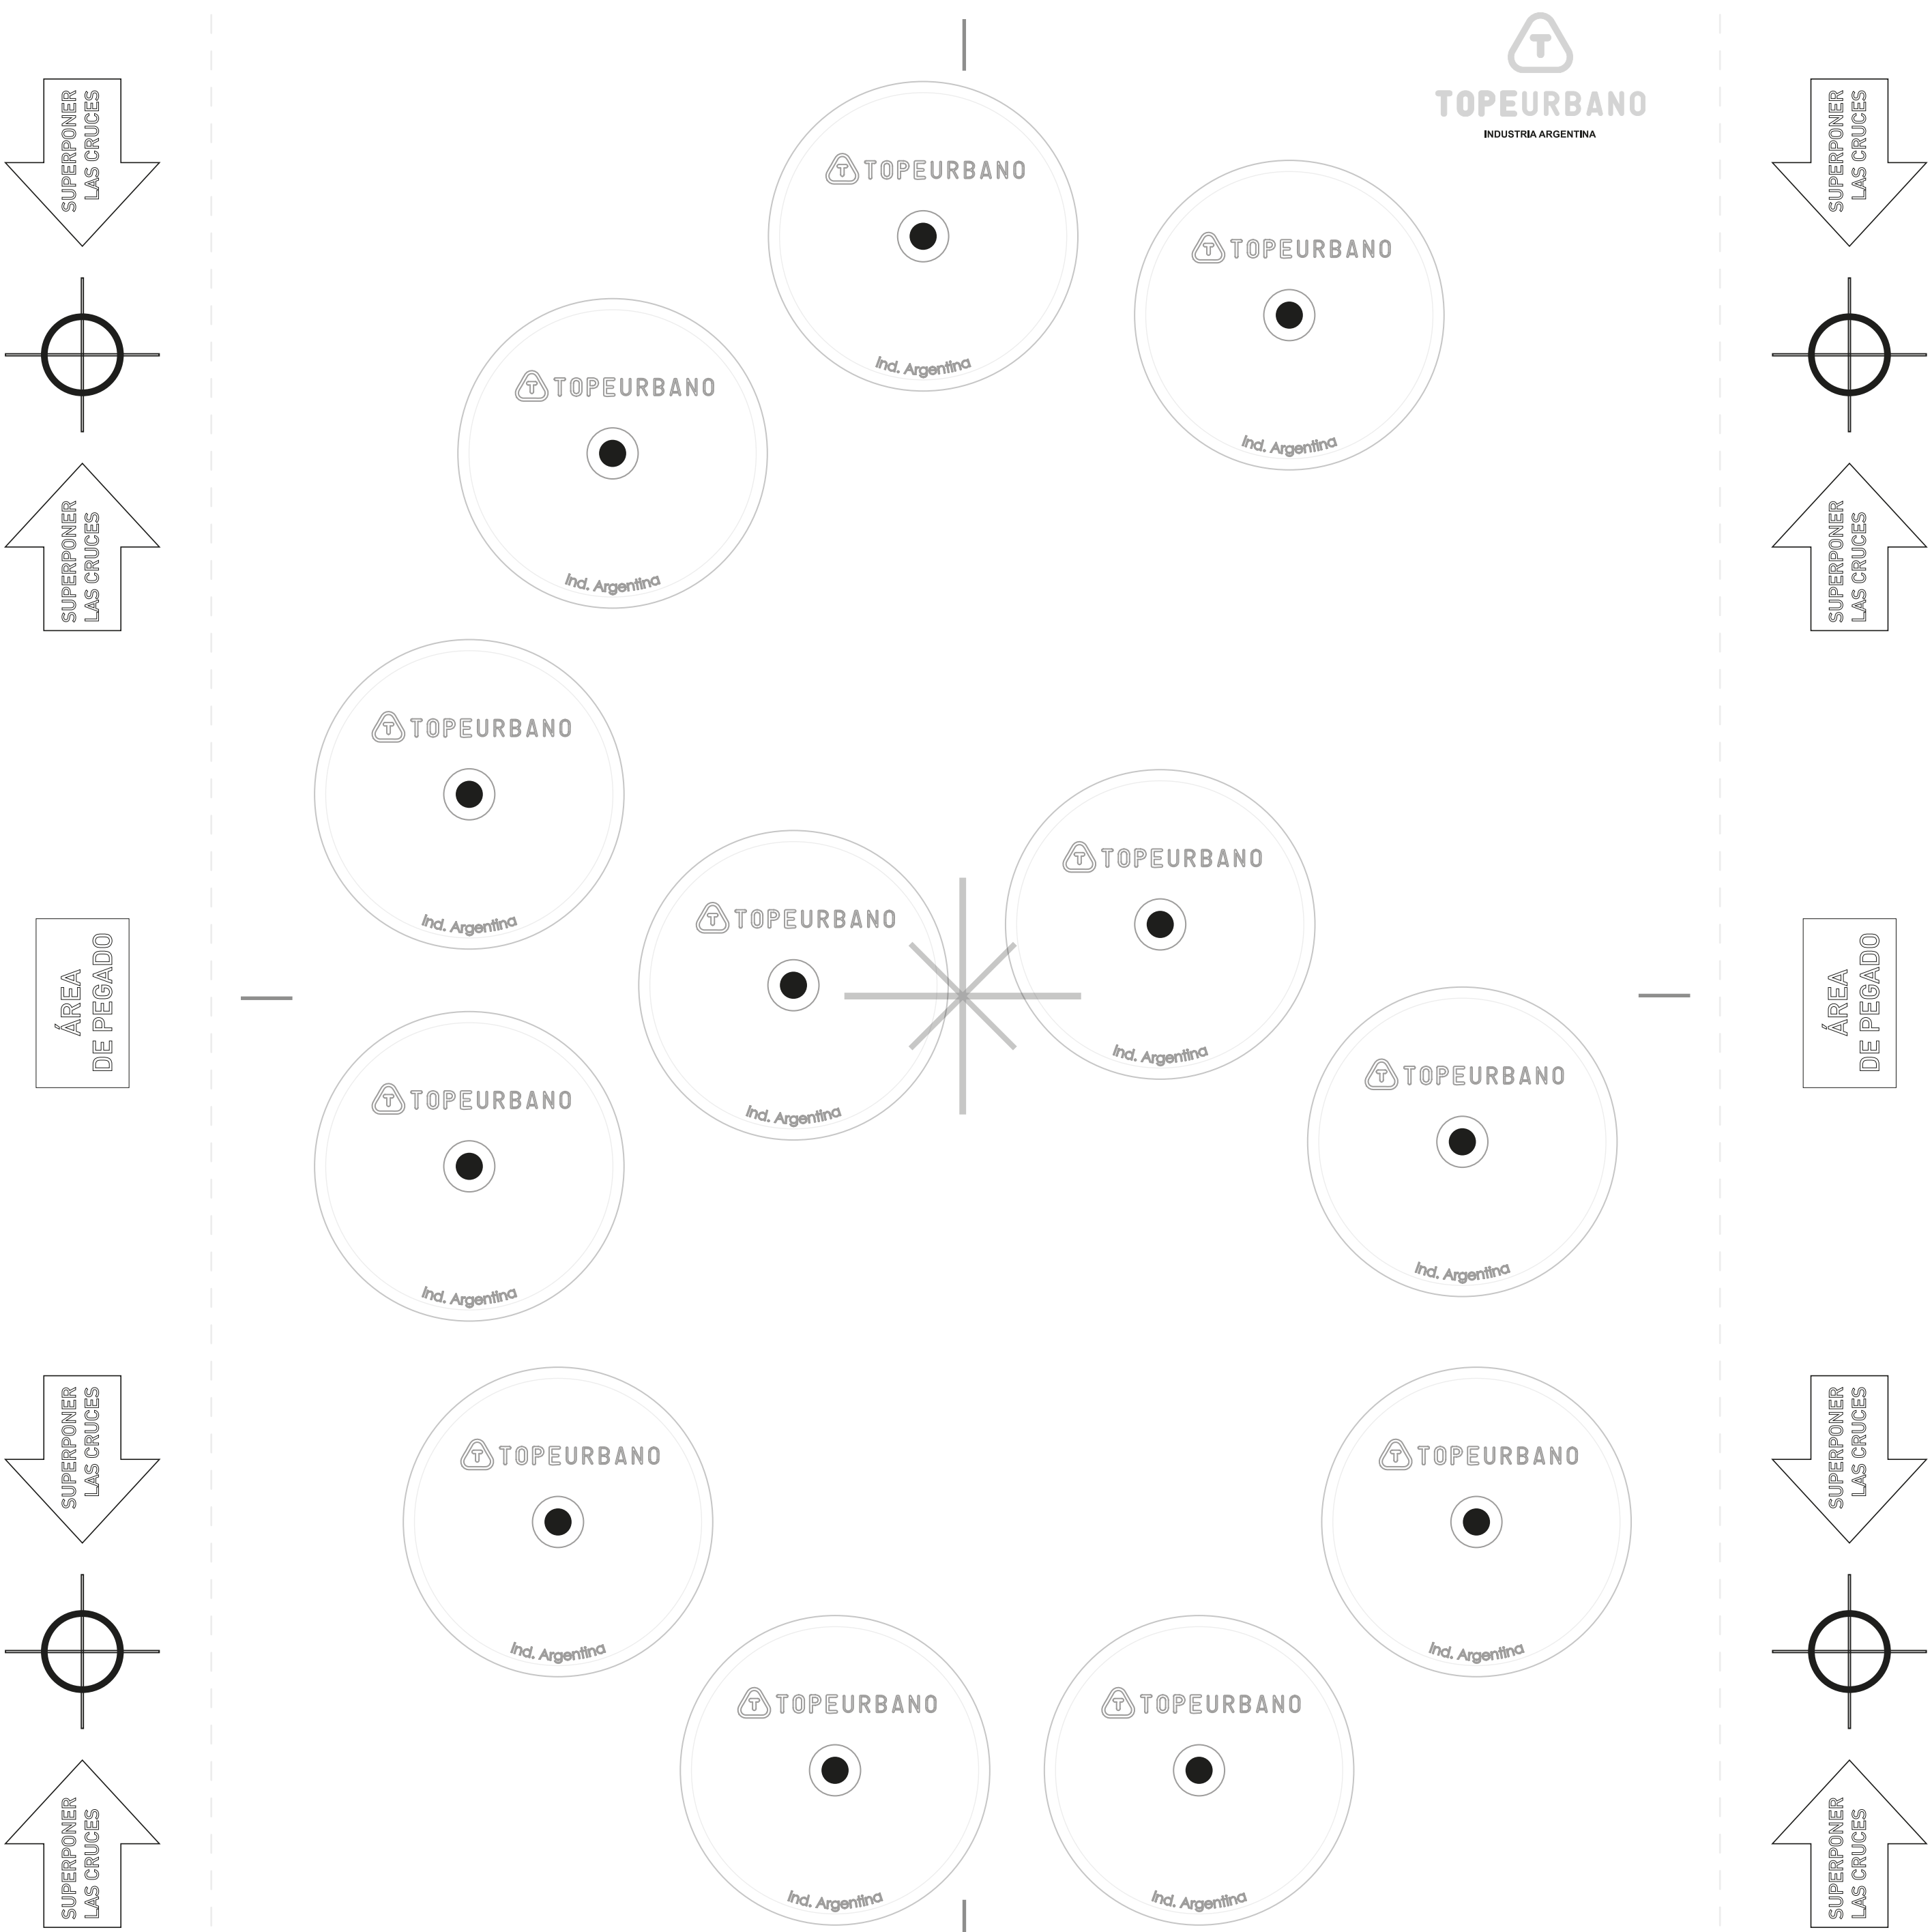 TOPEURBANO
INDUSTRIA ARGENTINA
SUPERPONER
LAS CRUCES
SUPERPONER
LAS CRUCES
TOPEURBANO
Ind. Argentina
TOPEURBANO
Ind. Argentina
TOPEURBANO
Ind. Argentina
SUPERPONER
LAS CRUCES
SUPERPONER
LAS CRUCES
TOPEURBANO
Ind. Argentina
TOPEURBANO
Ind. Argentina
TOPEURBANO
Ind. Argentina
ÁREA
DE PEGADO
ÁREA
DE PEGADO
TOPEURBANO
Ind. Argentina
TOPEURBANO
Ind. Argentina
SUPERPONER
LAS CRUCES
SUPERPONER
LAS CRUCES
TOPEURBANO
Ind. Argentina
TOPEURBANO
Ind. Argentina
TOPEURBANO
Ind. Argentina
TOPEURBANO
Ind. Argentina
SUPERPONER
LAS CRUCES
SUPERPONER
LAS CRUCES